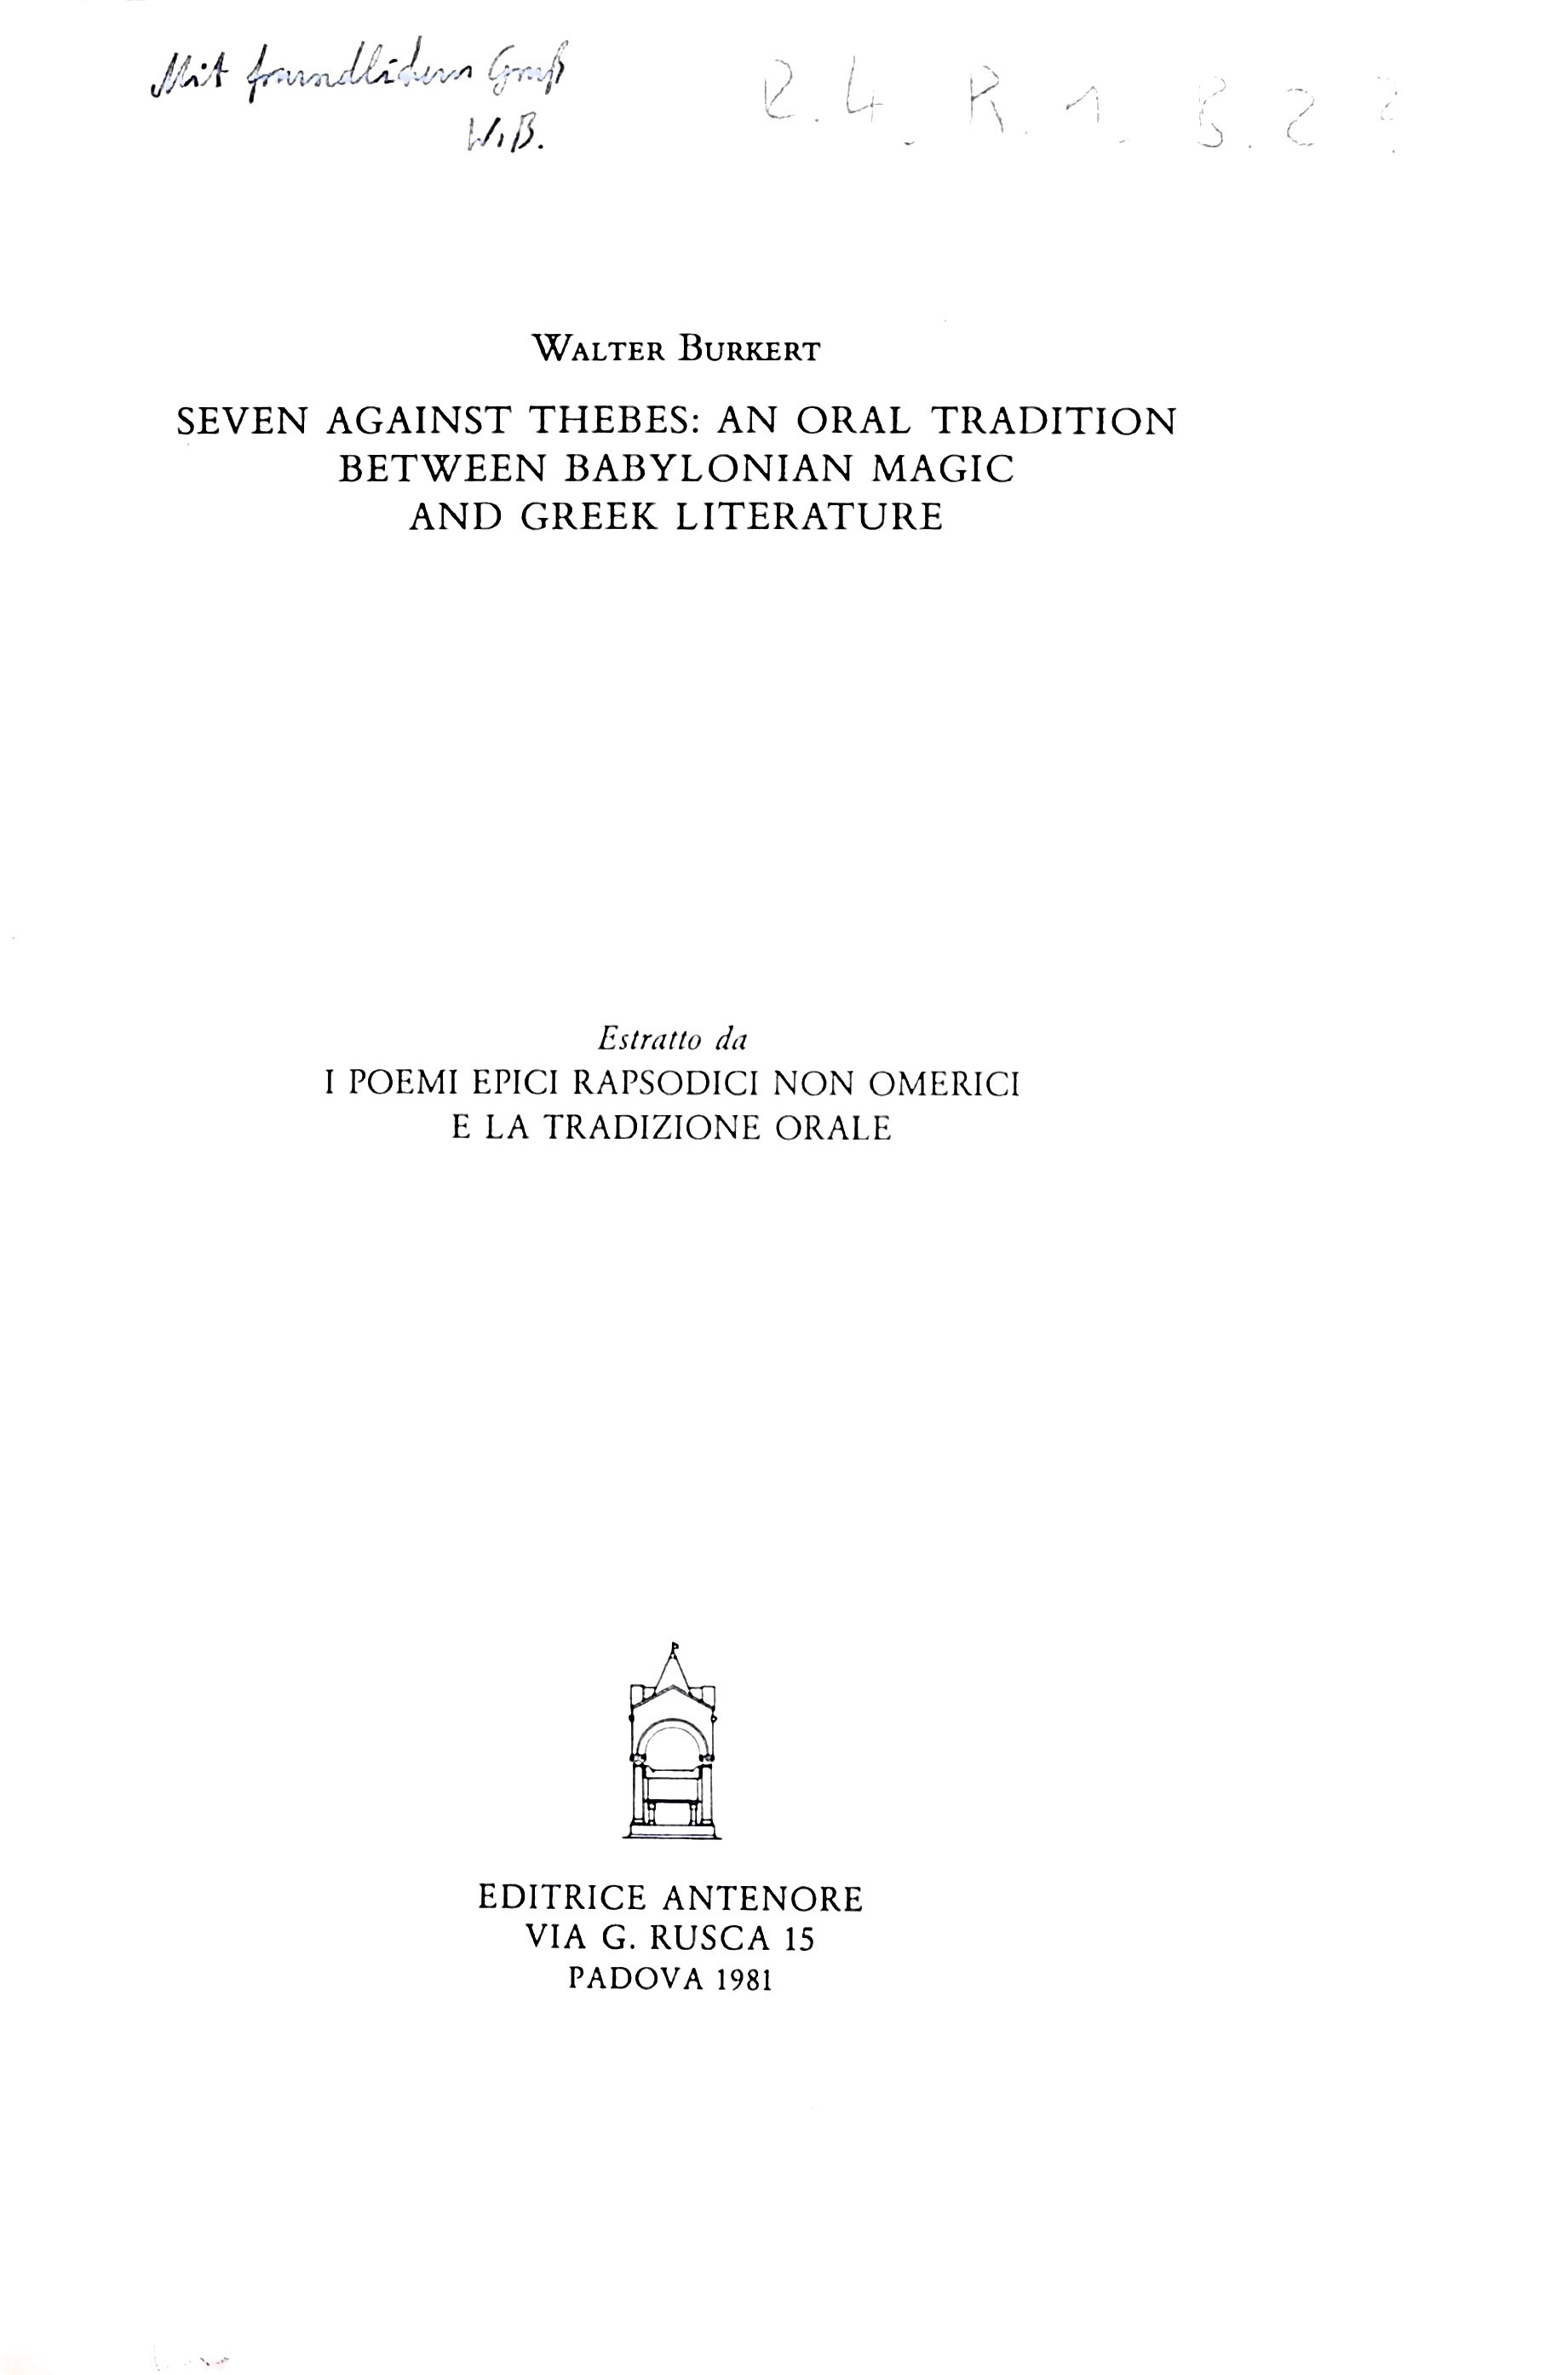 Mit freundlichem Gruß
W.B.
R.4. R.1. B.2
WALTER BURKERT
SEVEN AGAINST THEBES: AN ORAL TRADITION
BETWEEN BABYLONIAN MAGIC
AND GREEK LITERATURE
Estratto da
I POEMI EPICI RAPSODICI NON OMERICI
E LA TRADIZIONE ORALE
EDITRICE ANTENORE
VIA G. RUSCA 15
PADOVA 1981